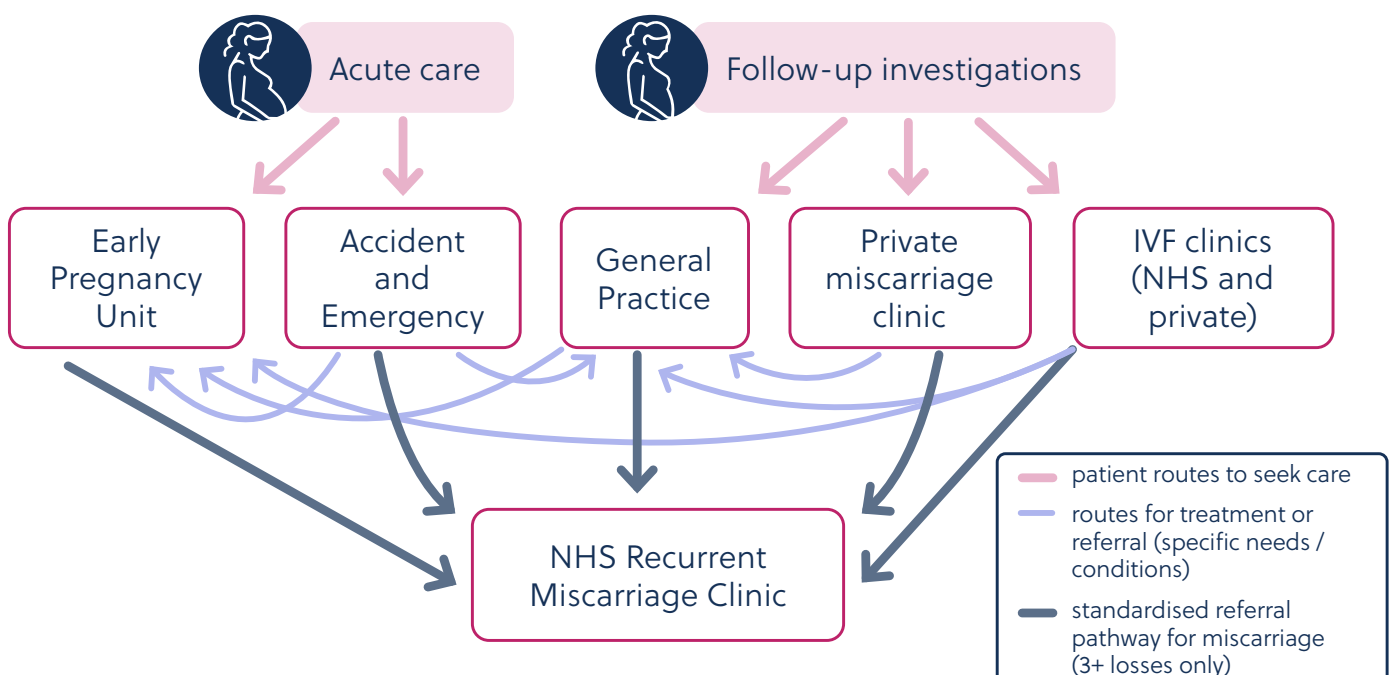 Acute care
Follow-up investigations
Early
Pregnancy
Unit
Accident
and
Emergency
General
Practice
Private
miscarriage
clinic
IVF clinics
(NHS and
private)
NHS Recurrent
Miscarriage Clinic
patient routes to seek care
routes for treatment or
referral (specific needs /
conditions)
standardised referral
pathway for miscarriage
(3+ losses only)